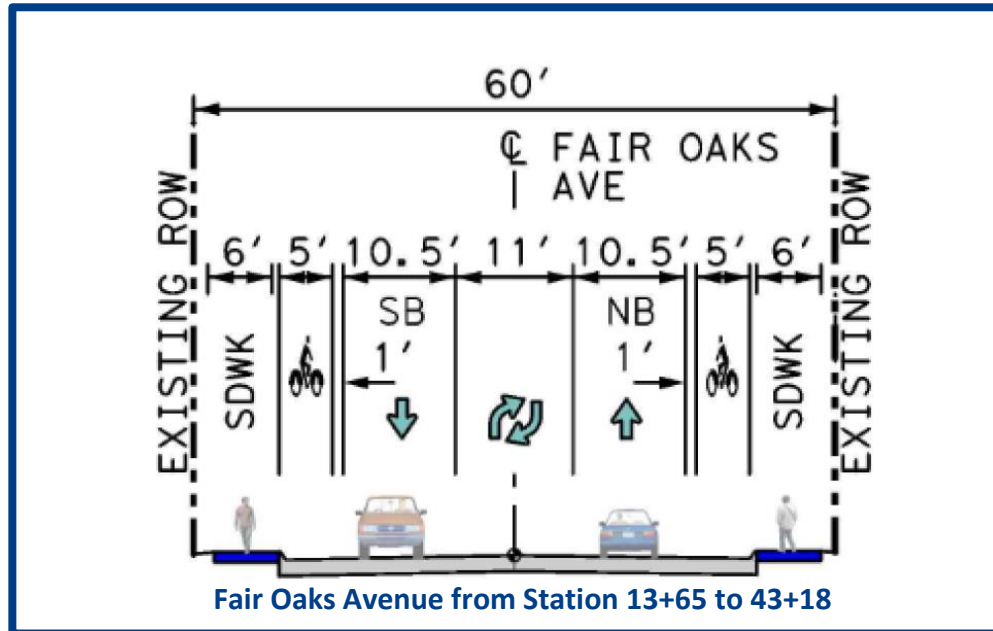 60′
℄ FAIR OAKS
AVE
EXISTING ROW
6′ 5′ 10.5′ 11′ 10.5′ 5′ 6′
EXISTING ROW
SDWK
SB
1′
NB
1′
SDWK
Fair Oaks Avenue from Station 13+65 to 43+18